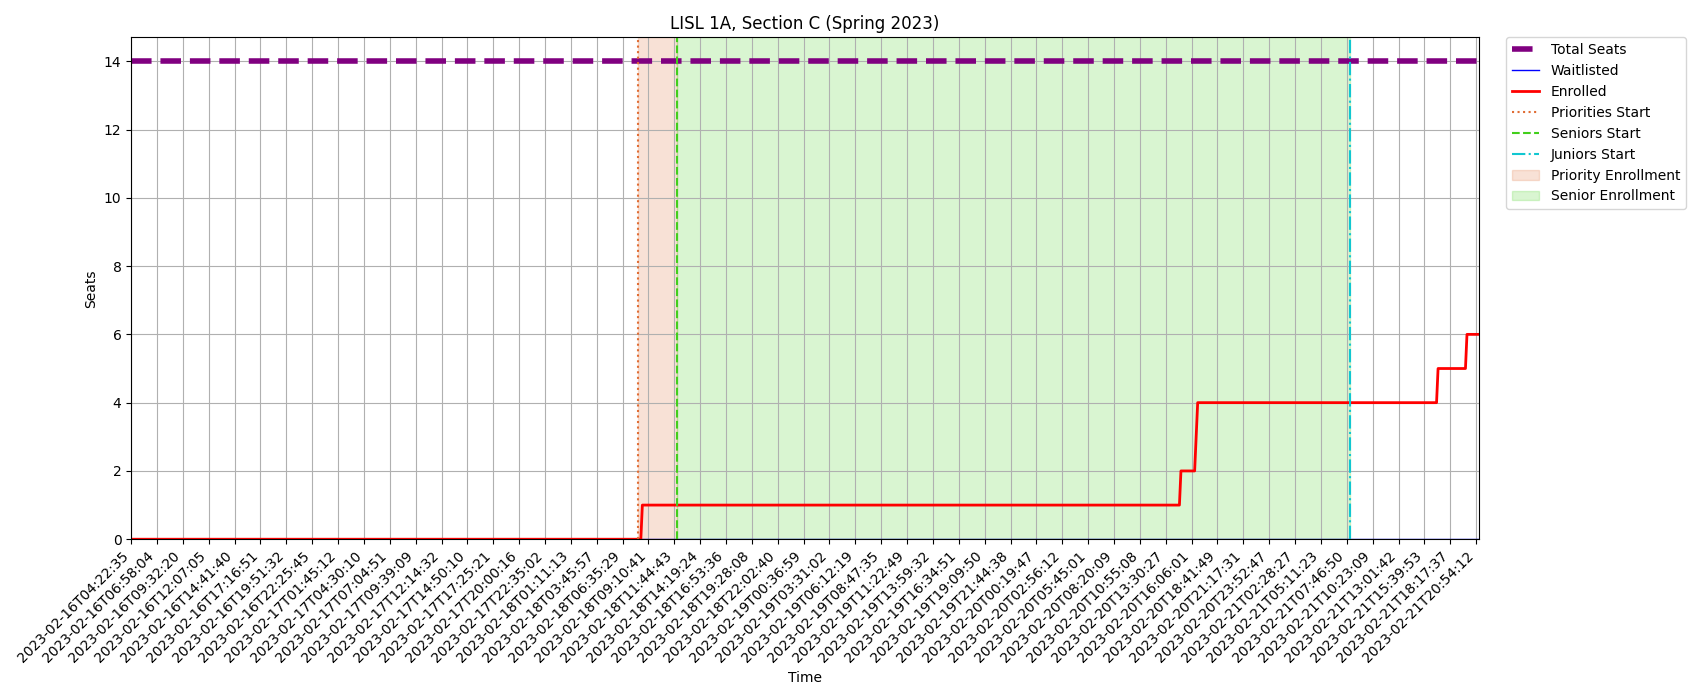 LISL 1A, Section C (Spring 2023)
Total Seats
Waitlisted
Enrolled
Priorities Start
Seniors Start
Juniors Start
Priority Enrollment
Senior Enrollment
Seats
14
12
10
8
6
4
2
0
2023-02-16T04:22:35
2023-02-16T06:58:04
2023-02-16T09:32:20
2023-02-16T12:07:05
2023-02-16T14:41:40
2023-02-16T17:16:51
2023-02-16T19:51:32
2023-02-16T22:25:45
2023-02-17T01:45:12
2023-02-17T04:30:10
2023-02-17T07:04:51
2023-02-17T09:39:09
2023-02-17T12:14:32
2023-02-17T14:50:10
2023-02-17T17:25:21
2023-02-17T20:00:16
2023-02-17T22:35:02
2023-02-18T01:11:13
2023-02-18T03:45:57
2023-02-18T06:35:29
2023-02-18T09:10:41
2023-02-18T11:44:43
2023-02-18T14:19:24
2023-02-18T16:53:36
2023-02-18T19:28:08
2023-02-18T22:02:40
2023-02-19T00:36:59
2023-02-19T03:31:02
2023-02-19T06:12:19
2023-02-19T08:47:35
2023-02-19T11:22:49
2023-02-19T13:59:32
2023-02-19T16:34:51
2023-02-19T19:09:50
2023-02-19T21:44:38
2023-02-20T00:19:47
2023-02-20T02:56:12
2023-02-20T05:45:01
2023-02-20T08:20:09
2023-02-20T10:55:08
2023-02-20T13:30:27
2023-02-20T16:06:01
2023-02-20T18:41:49
2023-02-20T21:17:31
2023-02-20T23:52:47
2023-02-21T02:28:27
2023-02-21T05:11:23
2023-02-21T07:46:50
2023-02-21T10:23:09
2023-02-21T13:01:42
2023-02-21T15:39:53
2023-02-21T18:17:37
2023-02-21T20:54:12
Time